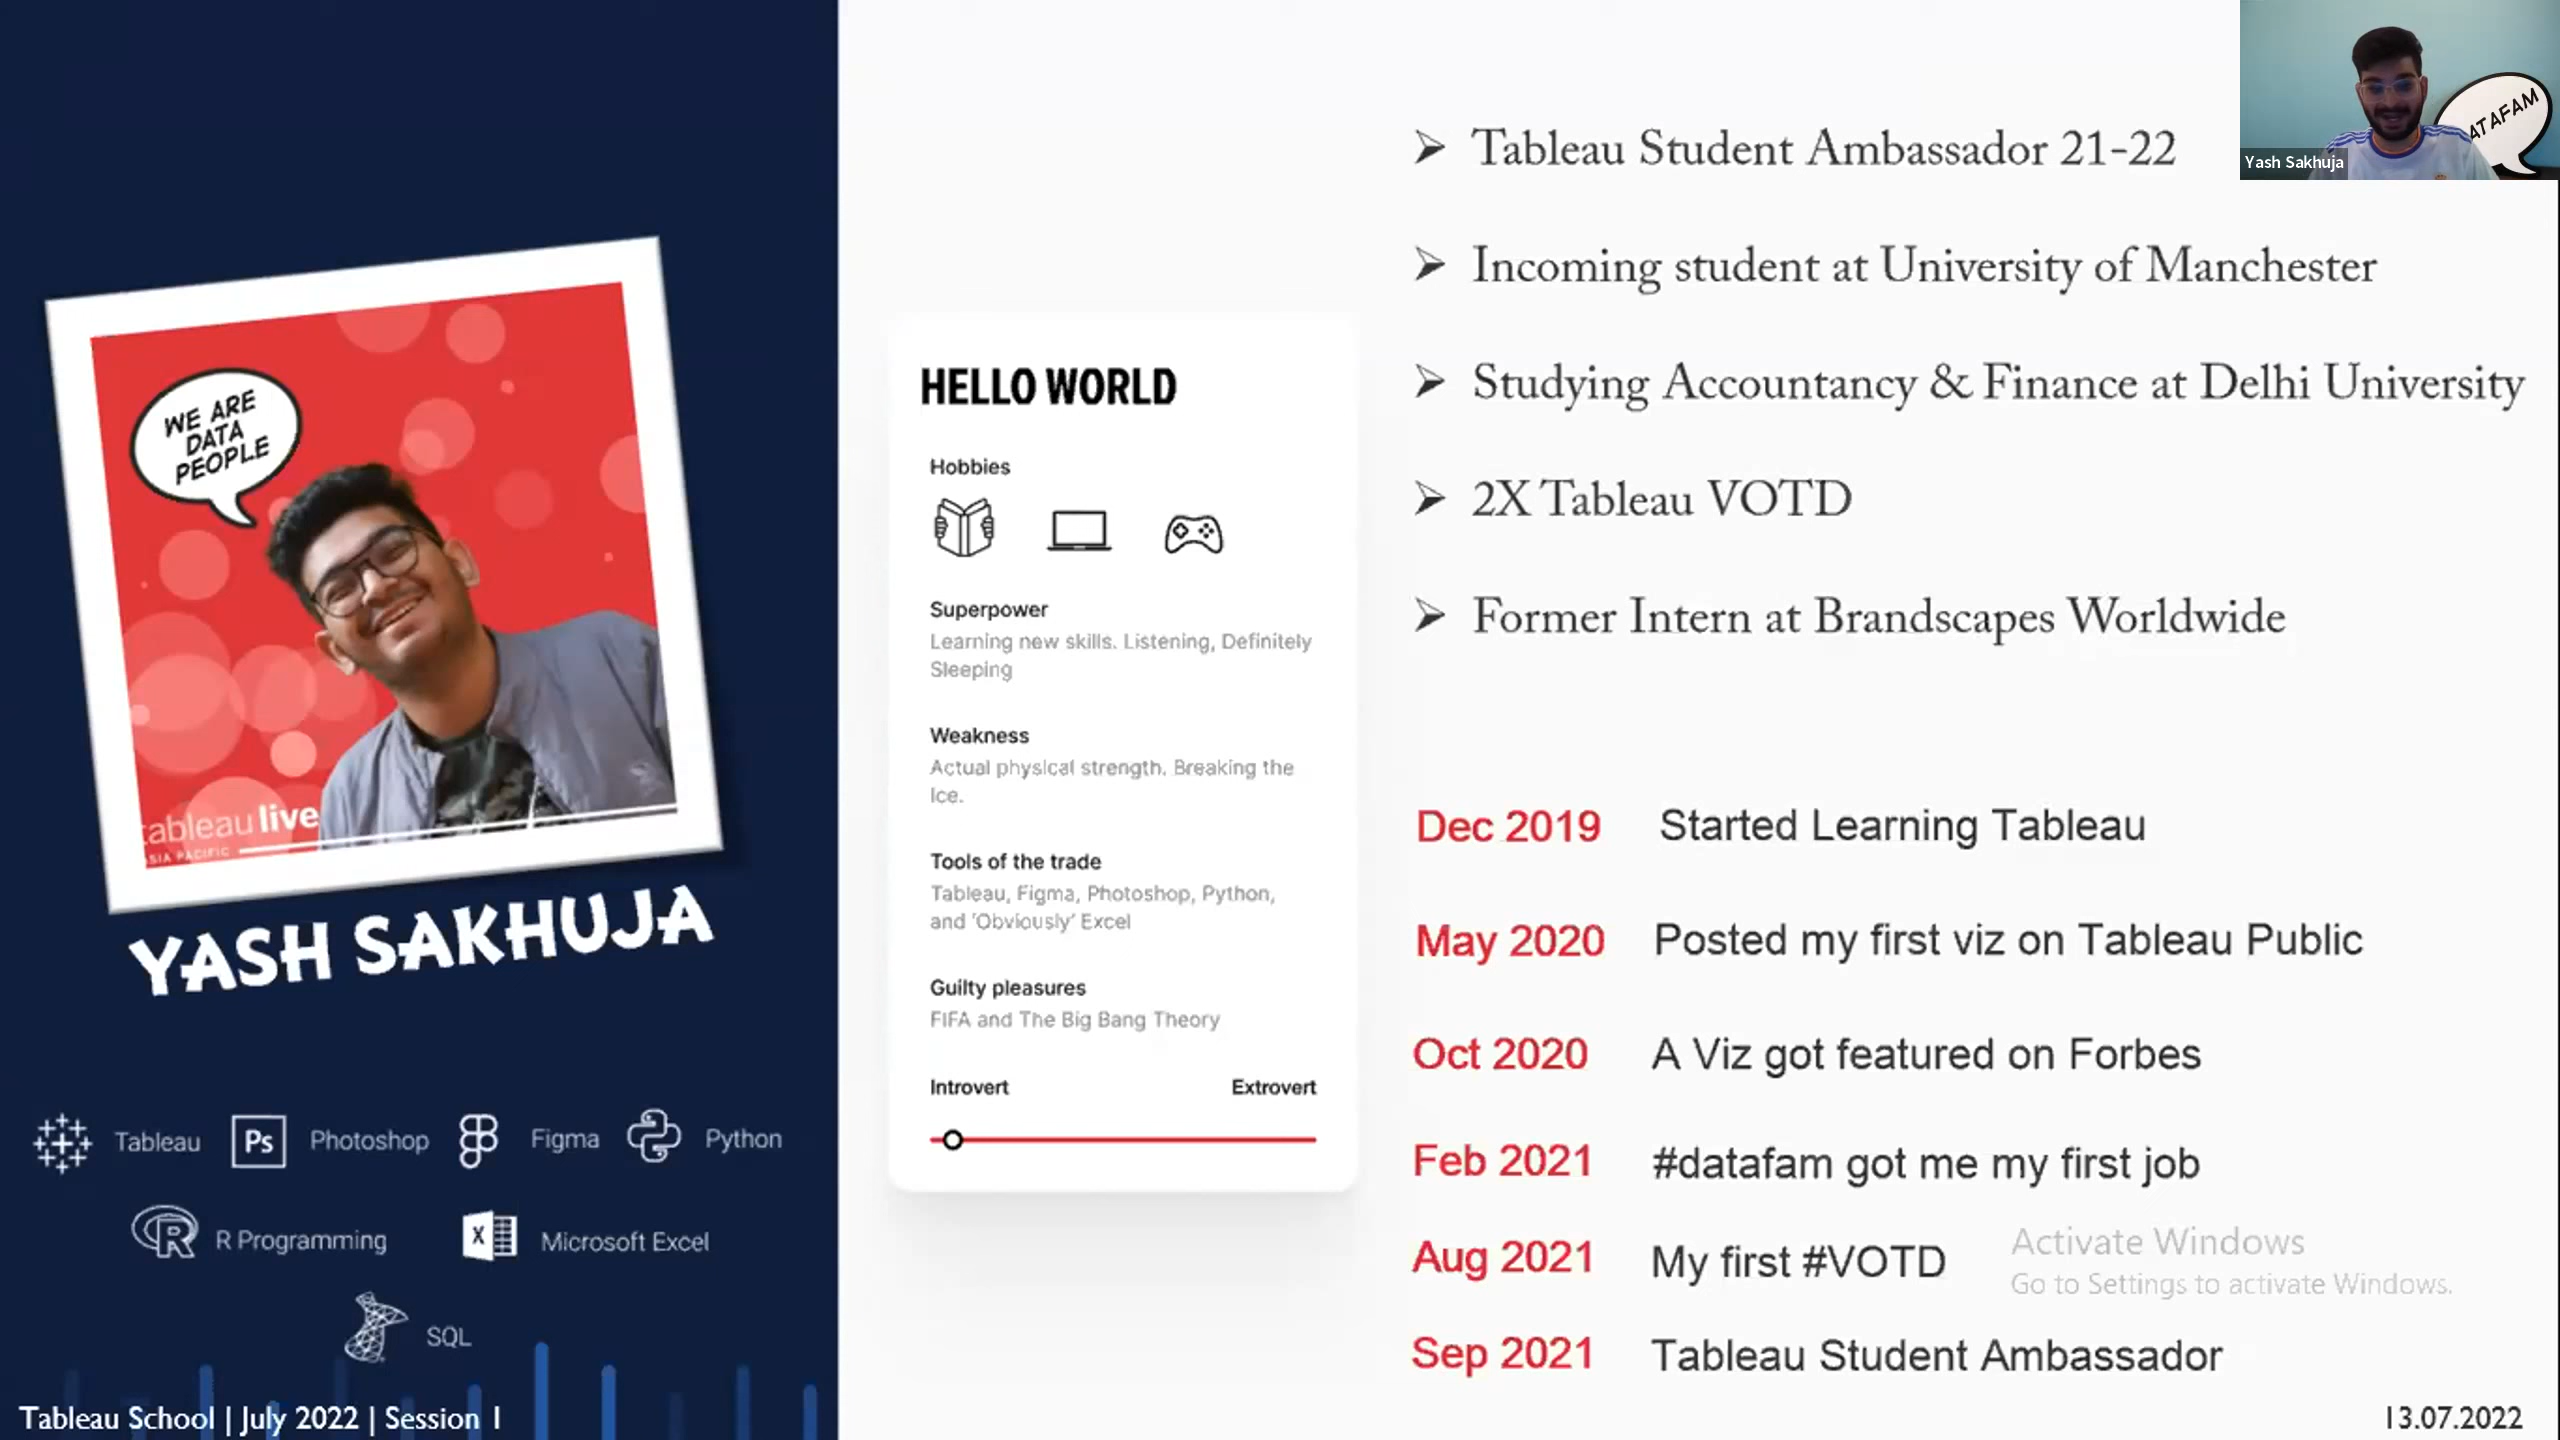 WE ARE
DATA
PEOPLE
tableau live
ASIA PACIFIC
YASH SAKHUJA
Tableau
Ps
Photoshop
Figma
Python
R Programming
X
Microsoft Excel
SQL
Tableau School | July 2022 | Session 1
HELLO WORLD
Hobbies
Superpower
Learning new skills. Listening, Definitely
Sleeping
Weakness
Actual physical strength. Breaking the
Ice.
Tools of the trade
Tableau, Figma, Photoshop, Python,
and 'Obviously' Excel
Guilty pleasures
FIFA and The Big Bang Theory
Introvert Extrovert
➢ Tableau Student Ambassador 21-22
➢ Incoming student at University of Manchester
➢ Studying Accountancy & Finance at Delhi University
➢ 2X Tableau VOTD
➢ Former Intern at Brandscapes Worldwide
Dec 2019 Started Learning Tableau
May 2020 Posted my first viz on Tableau Public
Oct 2020 A Viz got featured on Forbes
Feb 2021 #datafam got me my first job
Aug 2021 My first #VOTD
Sep 2021 Tableau Student Ambassador
Activate Windows
Go to Settings to activate Windows.
13.07.2022
ATAFAM
Yash Sakhuja